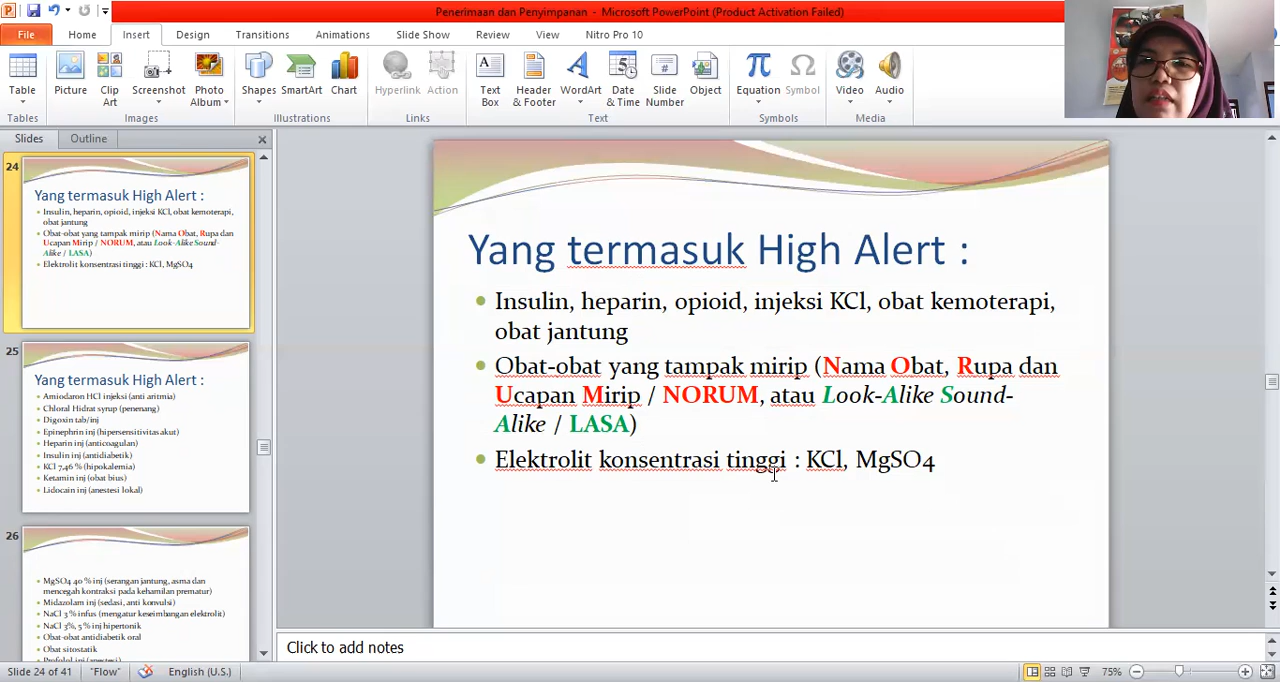 Penerimaan dan Penyimpanan - Microsoft PowerPoint (Product Activation Failed)
File Home Insert Design Transitions Animations Slide Show Review View Nitro Pro 10
Table Picture Clip Art Screenshot Photo Album Shapes SmartArt Chart Hyperlink Action Text Box Header & Footer WordArt Date & Time Slide Number Object Equation Symbol Video Audio
Tables Images Illustrations Links Text Symbols Media
Slides Outline
24
Yang termasuk High Alert :
Insulin, heparin, opioid, injeksi KCl, obat kemoterapi,
obat jantung
Obat-obat yang tampak mirip (Nama Obat, Rupa dan
Ucapan Mirip / NORUM, atau Look-Alike Sound-
Alike / LASA)
Elektrolit konsentrasi tinggi : KCl, MgSO4
25
Yang termasuk High Alert :
Amiodaron HCl injeksi (anti aritmia)
Chloral Hidrat syrup (penenang)
Digoxin tab/inj
Epinephrin inj (hipersensitivitas akut)
Heparin inj (anticoagulan)
Insulin inj (antidiabetik)
KCl 7,46 % (hipokalemia)
Ketamin inj (obat bius)
Lidocain inj (anestesi lokal)
26
MgSO4 40 % inj (serangan jantung, asma dan
mencegah kontraksi pada kehamilan prematur)
Midazolam inj (sedasi, anti konvulsi)
NaCl 3 % infus (mengatur keseimbangan elektrolit)
NaCl 3%, 5 % inj hipertonik
Obat-obat antidiabetik oral
Obat sitostatik
Propofol inj (anestesi)
Yang termasuk High Alert :
Insulin, heparin, opioid, injeksi KCl, obat kemoterapi,
obat jantung
Obat-obat yang tampak mirip (Nama Obat, Rupa dan
Ucapan Mirip / NORUM, atau Look-Alike Sound-
Alike / LASA)
Elektrolit konsentrasi tinggi : KCl, MgSO4
Click to add notes
Slide 24 of 41 "Flow" English (U.S.) 75%